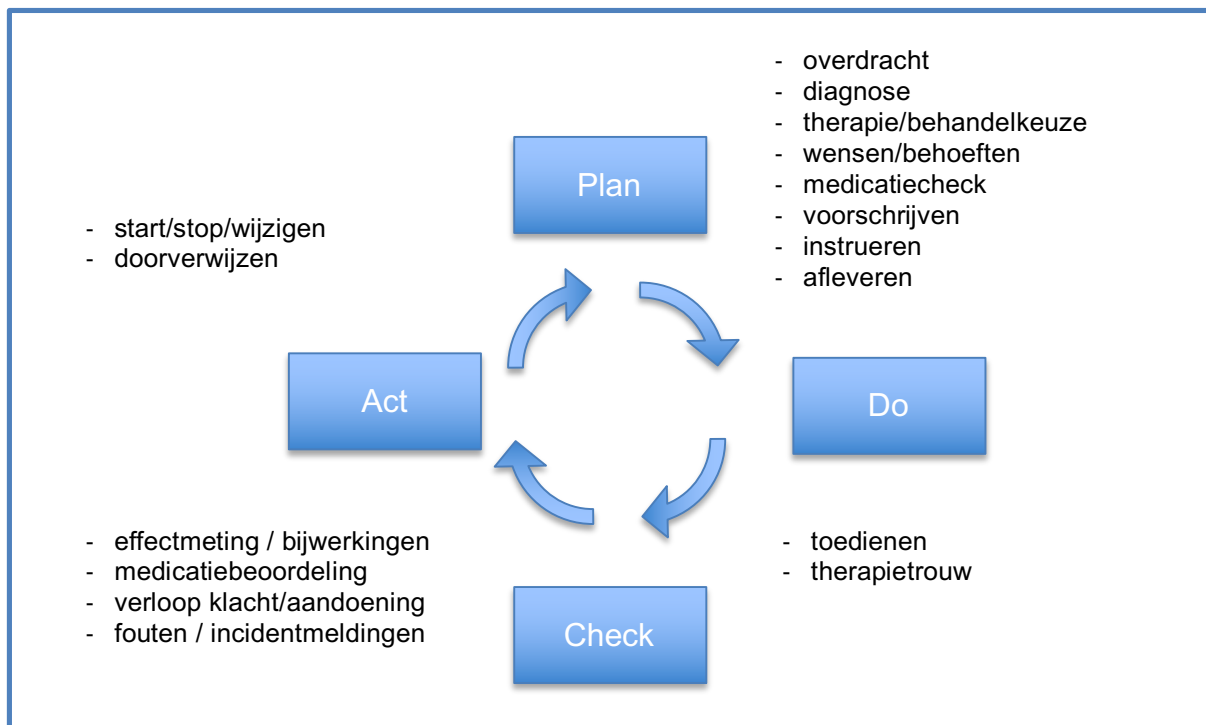 Plan
- overdracht
- diagnose
- therapie/behandelkeuze
- wensen/behoeften
- medicatiecheck
- voorschrijven
- instrueren
- afleveren
Do
- toedienen
- therapietrouw
Check
- effectmeting / bijwerkingen
- medicatiebeoordeling
- verloop klacht/aandoening
- fouten / incidentmeldingen
Act
- start/stop/wijzigen
- doorverwijzen